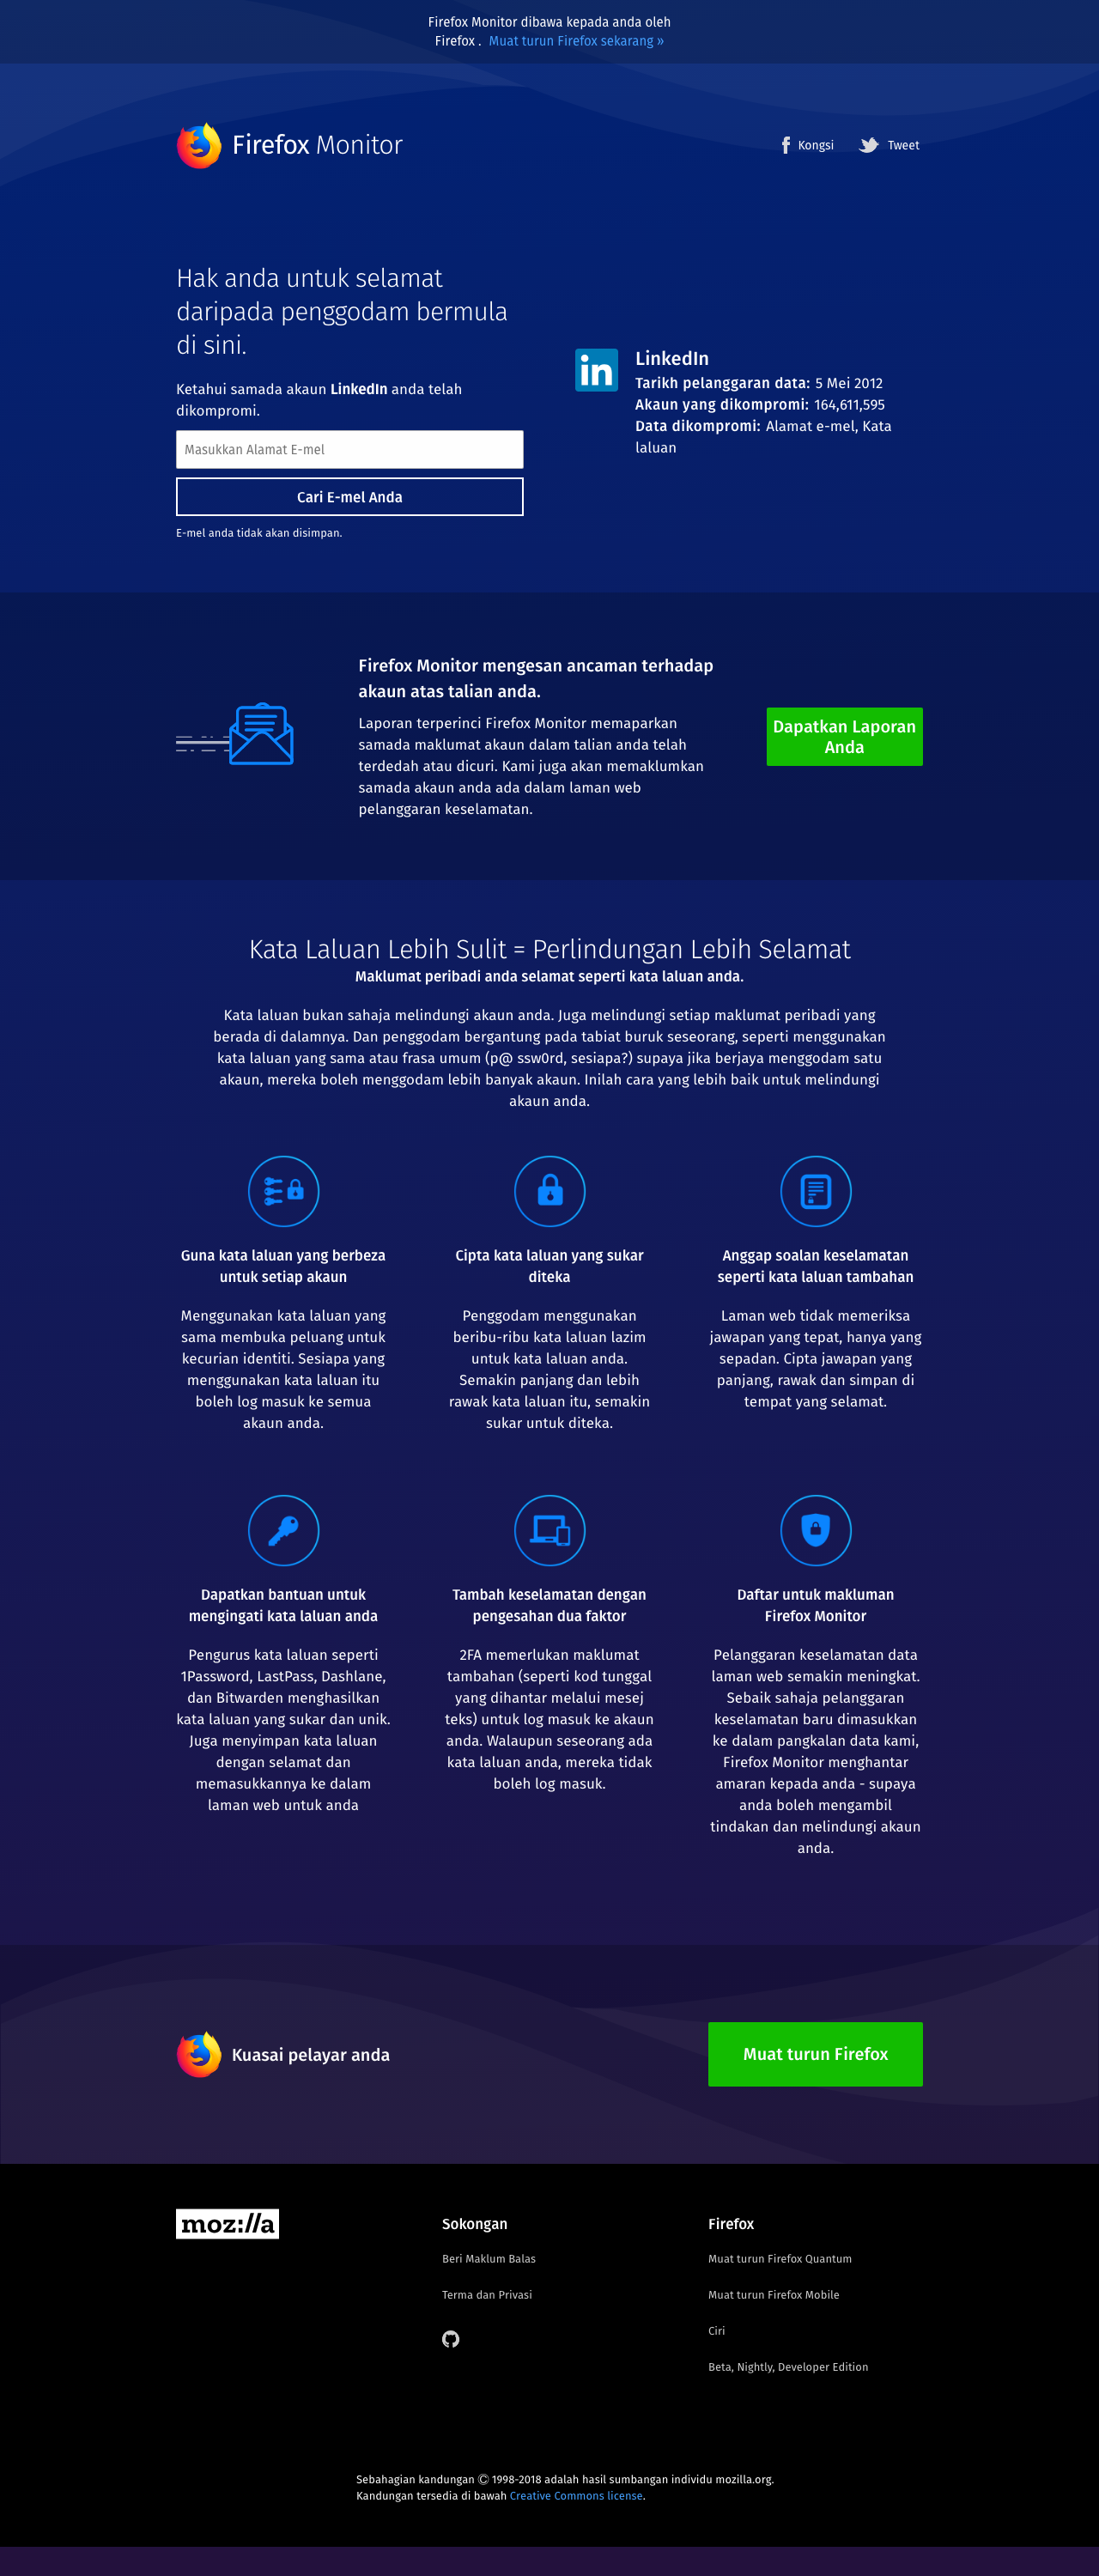 Firefox Monitor dibawa kepada anda oleh
Firefox . Muat turun Firefox sekarang »
Firefox Monitor
Kongsi
Tweet
Hak anda untuk selamat
daripada penggodam bermula
di sini.
Ketahui samada akaun LinkedIn anda telah
dikompromi.
Masukkan Alamat E-mel
Cari E-mel Anda
E-mel anda tidak akan disimpan.
in
LinkedIn
Tarikh pelanggaran data: 5 Mei 2012
Akaun yang dikompromi: 164,611,595
Data dikompromi: Alamat e-mel, Kata
laluan
Firefox Monitor mengesan ancaman terhadap
akaun atas talian anda.
Laporan terperinci Firefox Monitor memaparkan
samada maklumat akaun dalam talian anda telah
terdedah atau dicuri. Kami juga akan memaklumkan
samada akaun anda ada dalam laman web
pelanggaran keselamatan.
Dapatkan Laporan
Anda
Kata Laluan Lebih Sulit = Perlindungan Lebih Selamat
Maklumat peribadi anda selamat seperti kata laluan anda.
Kata laluan bukan sahaja melindungi akaun anda. Juga melindungi setiap maklumat peribadi yang
berada di dalamnya. Dan penggodam bergantung pada tabiat buruk seseorang, seperti menggunakan
kata laluan yang sama atau frasa umum (p@ ssw0rd, sesiapa?) supaya jika berjaya menggodam satu
akaun, mereka boleh menggodam lebih banyak akaun. Inilah cara yang lebih baik untuk melindungi
akaun anda.
Guna kata laluan yang berbeza
untuk setiap akaun
Menggunakan kata laluan yang
sama membuka peluang untuk
kecurian identiti. Sesiapa yang
menggunakan kata laluan itu
boleh log masuk ke semua
akaun anda.
Cipta kata laluan yang sukar
diteka
Penggodam menggunakan
beribu-ribu kata laluan lazim
untuk kata laluan anda.
Semakin panjang dan lebih
rawak kata laluan itu, semakin
sukar untuk diteka.
Anggap soalan keselamatan
seperti kata laluan tambahan
Laman web tidak memeriksa
jawapan yang tepat, hanya yang
sepadan. Cipta jawapan yang
panjang, rawak dan simpan di
tempat yang selamat.
Dapatkan bantuan untuk
mengingati kata laluan anda
Pengurus kata laluan seperti
1Password, LastPass, Dashlane,
dan Bitwarden menghasilkan
kata laluan yang sukar dan unik.
Juga menyimpan kata laluan
dengan selamat dan
memasukkannya ke dalam
laman web untuk anda
Tambah keselamatan dengan
pengesahan dua faktor
2FA memerlukan maklumat
tambahan (seperti kod tunggal
yang dihantar melalui mesej
teks) untuk log masuk ke akaun
anda. Walaupun seseorang ada
kata laluan anda, mereka tidak
boleh log masuk.
Daftar untuk makluman
Firefox Monitor
Pelanggaran keselamatan data
laman web semakin meningkat.
Sebaik sahaja pelanggaran
keselamatan baru dimasukkan
ke dalam pangkalan data kami,
Firefox Monitor menghantar
amaran kepada anda - supaya
anda boleh mengambil
tindakan dan melindungi akaun
anda.
Kuasai pelayar anda
Muat turun Firefox
moz://a
Sokongan
Beri Maklum Balas
Terma dan Privasi
Firefox
Muat turun Firefox Quantum
Muat turun Firefox Mobile
Ciri
Beta, Nightly, Developer Edition
Sebahagian kandungan © 1998-2018 adalah hasil sumbangan individu mozilla.org.
Kandungan tersedia di bawah Creative Commons license.